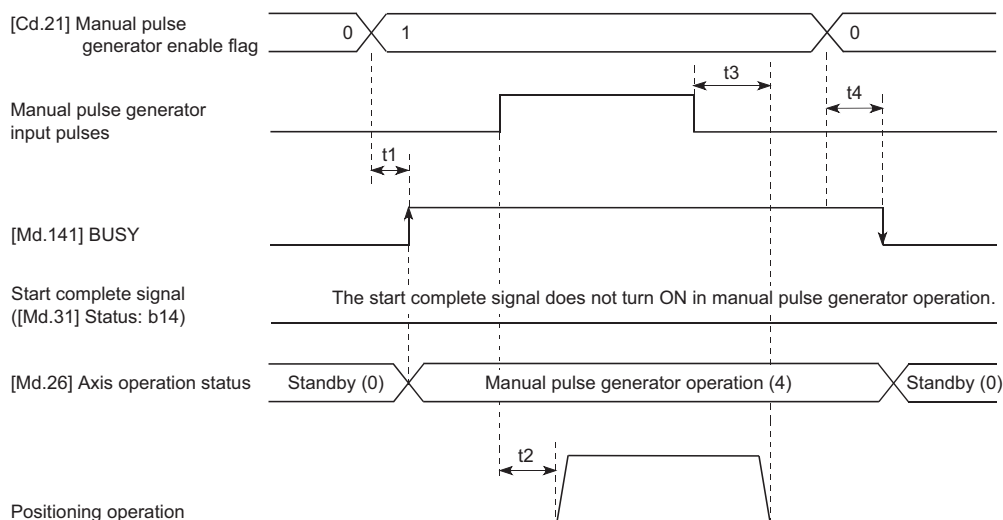 [Cd.21] Manual pulse
generator enable flag
0
1
0
t3
t4
Manual pulse generator
input pulses
t1
[Md.141] BUSY
Start complete signal
([Md.31] Status: b14)
The start complete signal does not turn ON in manual pulse generator operation.
[Md.26] Axis operation status
Standby (0)
Manual pulse generator operation (4)
Standby (0)
t2
Positioning operation